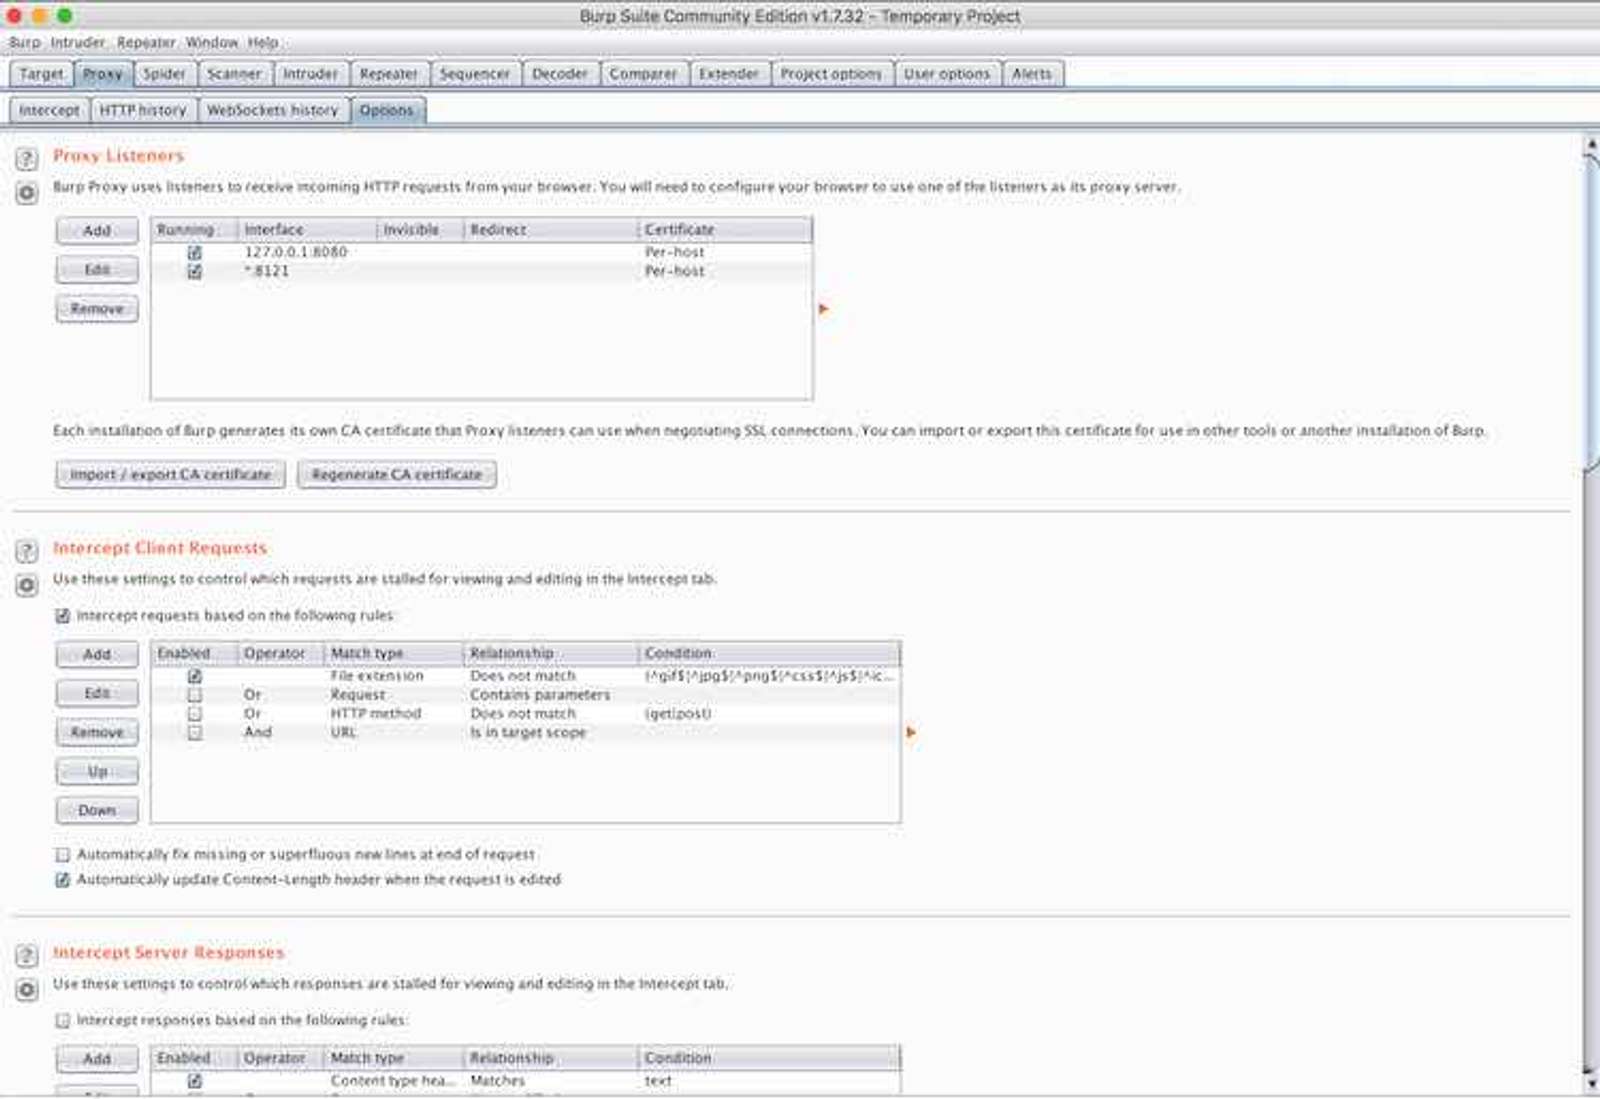 Burp Suite Community Edition v1.7.32 - Temporary Project
Burp Intruder Repeater Window Help
Target Proxy Spider Scanner Intruder Repeater Sequencer Decoder Comparer Extender Project options User options Alerts
Intercept HTTP history WebSockets history Options
? Proxy Listeners
Burp Proxy uses listeners to receive incoming HTTP requests from your browser. You will need to configure your browser to use one of the listeners as its proxy server.
Add Running Interface Invisible Redirect Certificate
127.0.0.1:8080 Per-host
Edit *:8121 Per-host
Remove
Each installation of Burp generates its own CA certificate that Proxy listeners can use when negotiating SSL connections. You can import or export this certificate for use in other tools or another installation of Burp.
Import / export CA certificate Regenerate CA certificate
? Intercept Client Requests
Use these settings to control which requests are stalled for viewing and editing in the Intercept tab.
Intercept requests based on the following rules:
Add Enabled Operator Match type Relationship Condition
File extension Does not match (^gif$|^jpg$|^png$|^css$|^js$|^ic...
Edit Or Request Contains parameters
Or HTTP method Does not match (get|post)
Remove And URL Is in target scope
Up
Down
Automatically fix missing or superfluous new lines at end of request
Automatically update Content-Length header when the request is edited
? Intercept Server Responses
Use these settings to control which responses are stalled for viewing and editing in the Intercept tab.
Intercept responses based on the following rules:
Add Enabled Operator Match type Relationship Condition
Content type hea... Matches text